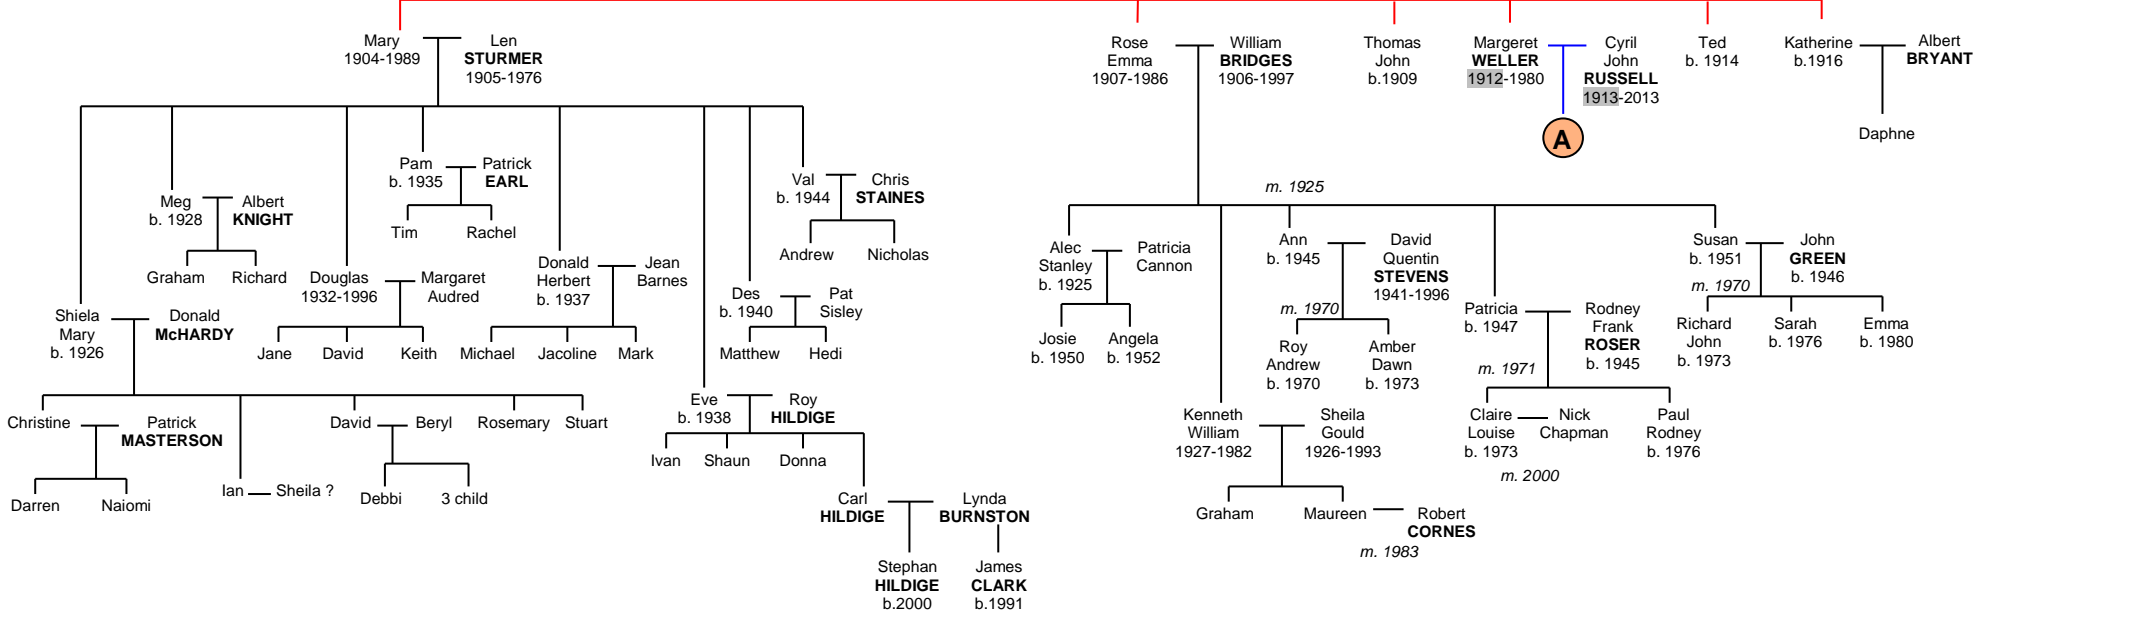 Mary
1904-1989
Len
STURMER
1905-1976
Rose
Emma
1907-1986
William
BRIDGES
1906-1997
Thomas
John
b.1909
Margaret
WELLER
1912-1980
Cyril
John
RUSSELL
1913-2013
Ted
b. 1914
Katherine
b.1916
Albert
BRYANT
A
Daphne
Pam
b. 1935
Patrick
EARL
Tim
Rachel
Val
b. 1944
Chris
STAINES
Andrew
Nicholas
Meg
b. 1928
Albert
KNIGHT
Graham
Richard
Douglas
1932-1996
Margaret
Audred
Jane
David
Keith
Donald
Herbert
b. 1937
Jean
Barnes
Michael
Jacoline
Mark
Des
b. 1940
Pat
Sisley
Matthew
Hedi
Shiela
Mary
b. 1926
Donald
McHARDY
Christine
Patrick
MASTERSON
Darren
Naiomi
Ian
Sheila ?
David
Beryl
Debbi
3 child
Rosemary
Stuart
Eve
b. 1938
Roy
HILDIGE
Ivan
Shaun
Donna
Carl
HILDIGE
Lynda
BURNSTON
Stephan
HILDIGE
b.2000
James
CLARK
b.1991
m. 1925
Alec
Stanley
b. 1925
Patricia
Cannon
Josie
b. 1950
Angela
b. 1952
Ann
b. 1945
David
Quentin
STEVENS
1941-1996
m. 1970
Roy
Andrew
b. 1970
Amber
Dawn
b. 1973
Patricia
b. 1947
Rodney
Frank
ROSER
b. 1945
m. 1971
Claire
Louise
b. 1973
Nick
Chapman
m. 2000
Paul
Rodney
b. 1976
Susan
b. 1951
John
GREEN
b. 1946
m. 1970
Richard
John
b. 1973
Sarah
b. 1976
Emma
b. 1980
Kenneth
William
1927-1982
Sheila
Gould
1926-1993
Graham
Maureen
Robert
CORNES
m. 1983